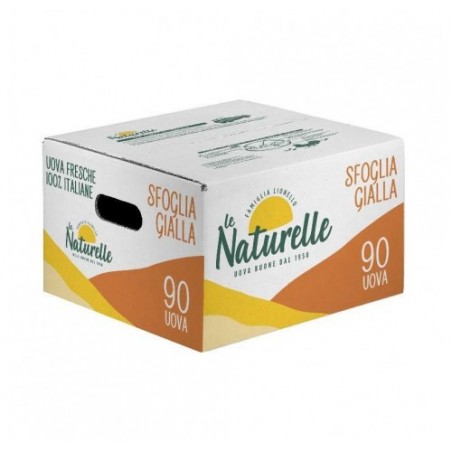 UOVA FRESCHE
100% ITALIANE
SFOGLIA
GIALLA
le
Naturelle
90
UOVA
FAMIGLIA LIONELLO
le
Naturelle
UOVA BUONE DAL 1950
SFOGLIA
GIALLA
90
UOVA